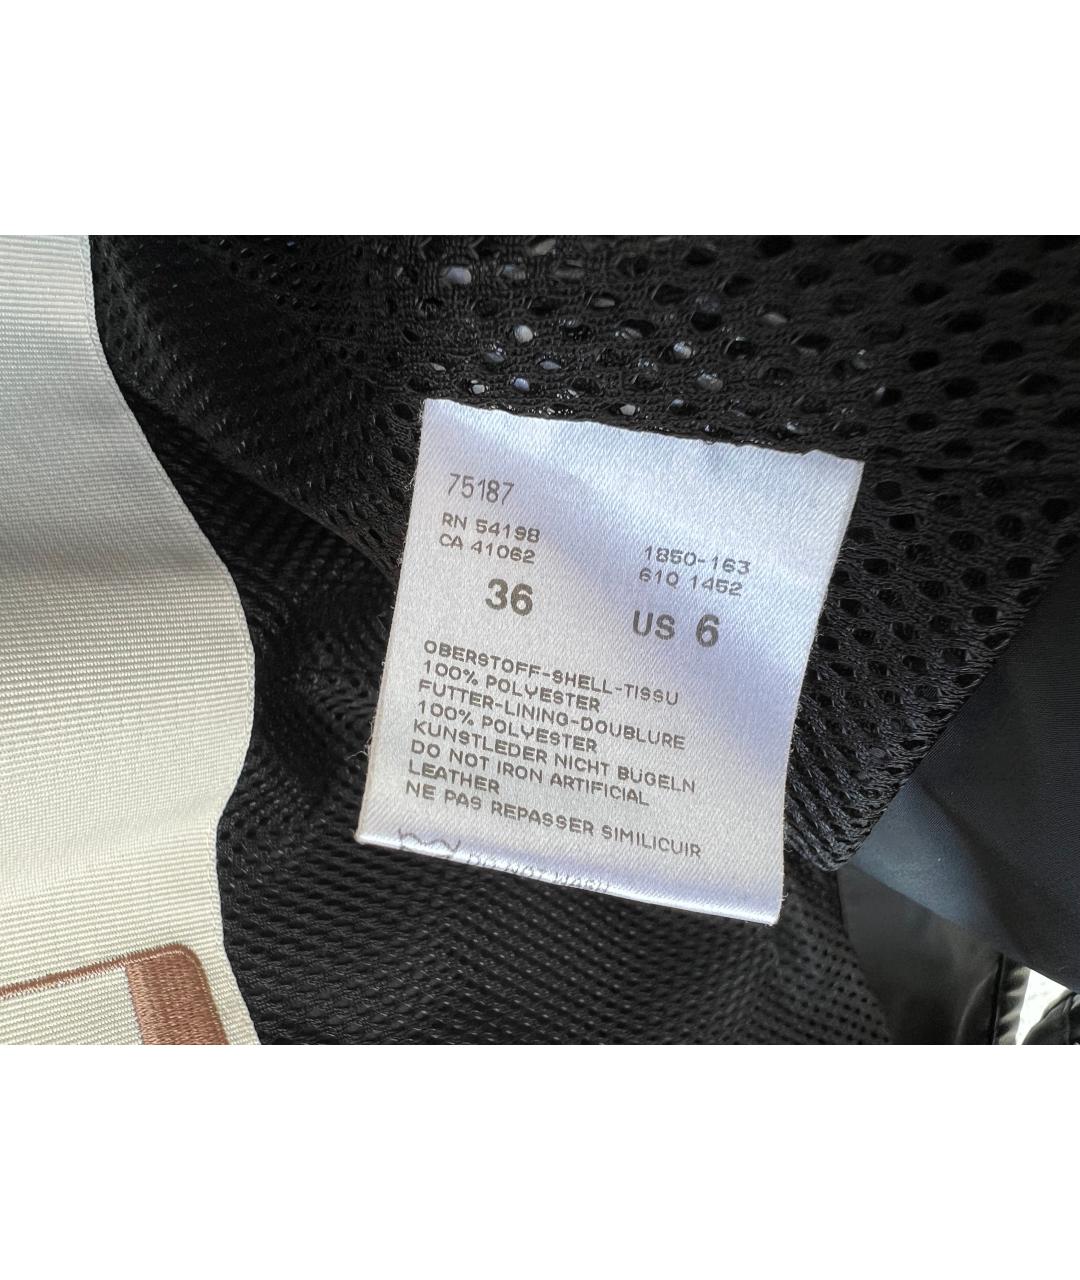 75187
RN 54198
CA 41062
1850-163
610 1452
36
US 6
OBERSTOFF-SHELL-TISSU
100% POLYESTER
FUTTER-LINING-DOUBLURE
100% POLYESTER
KUNSTLEDER NICHT BUGELN
DO NOT IRON ARTIFICIAL
LEATHER
NE PAS REPASSER SIMILICUIR